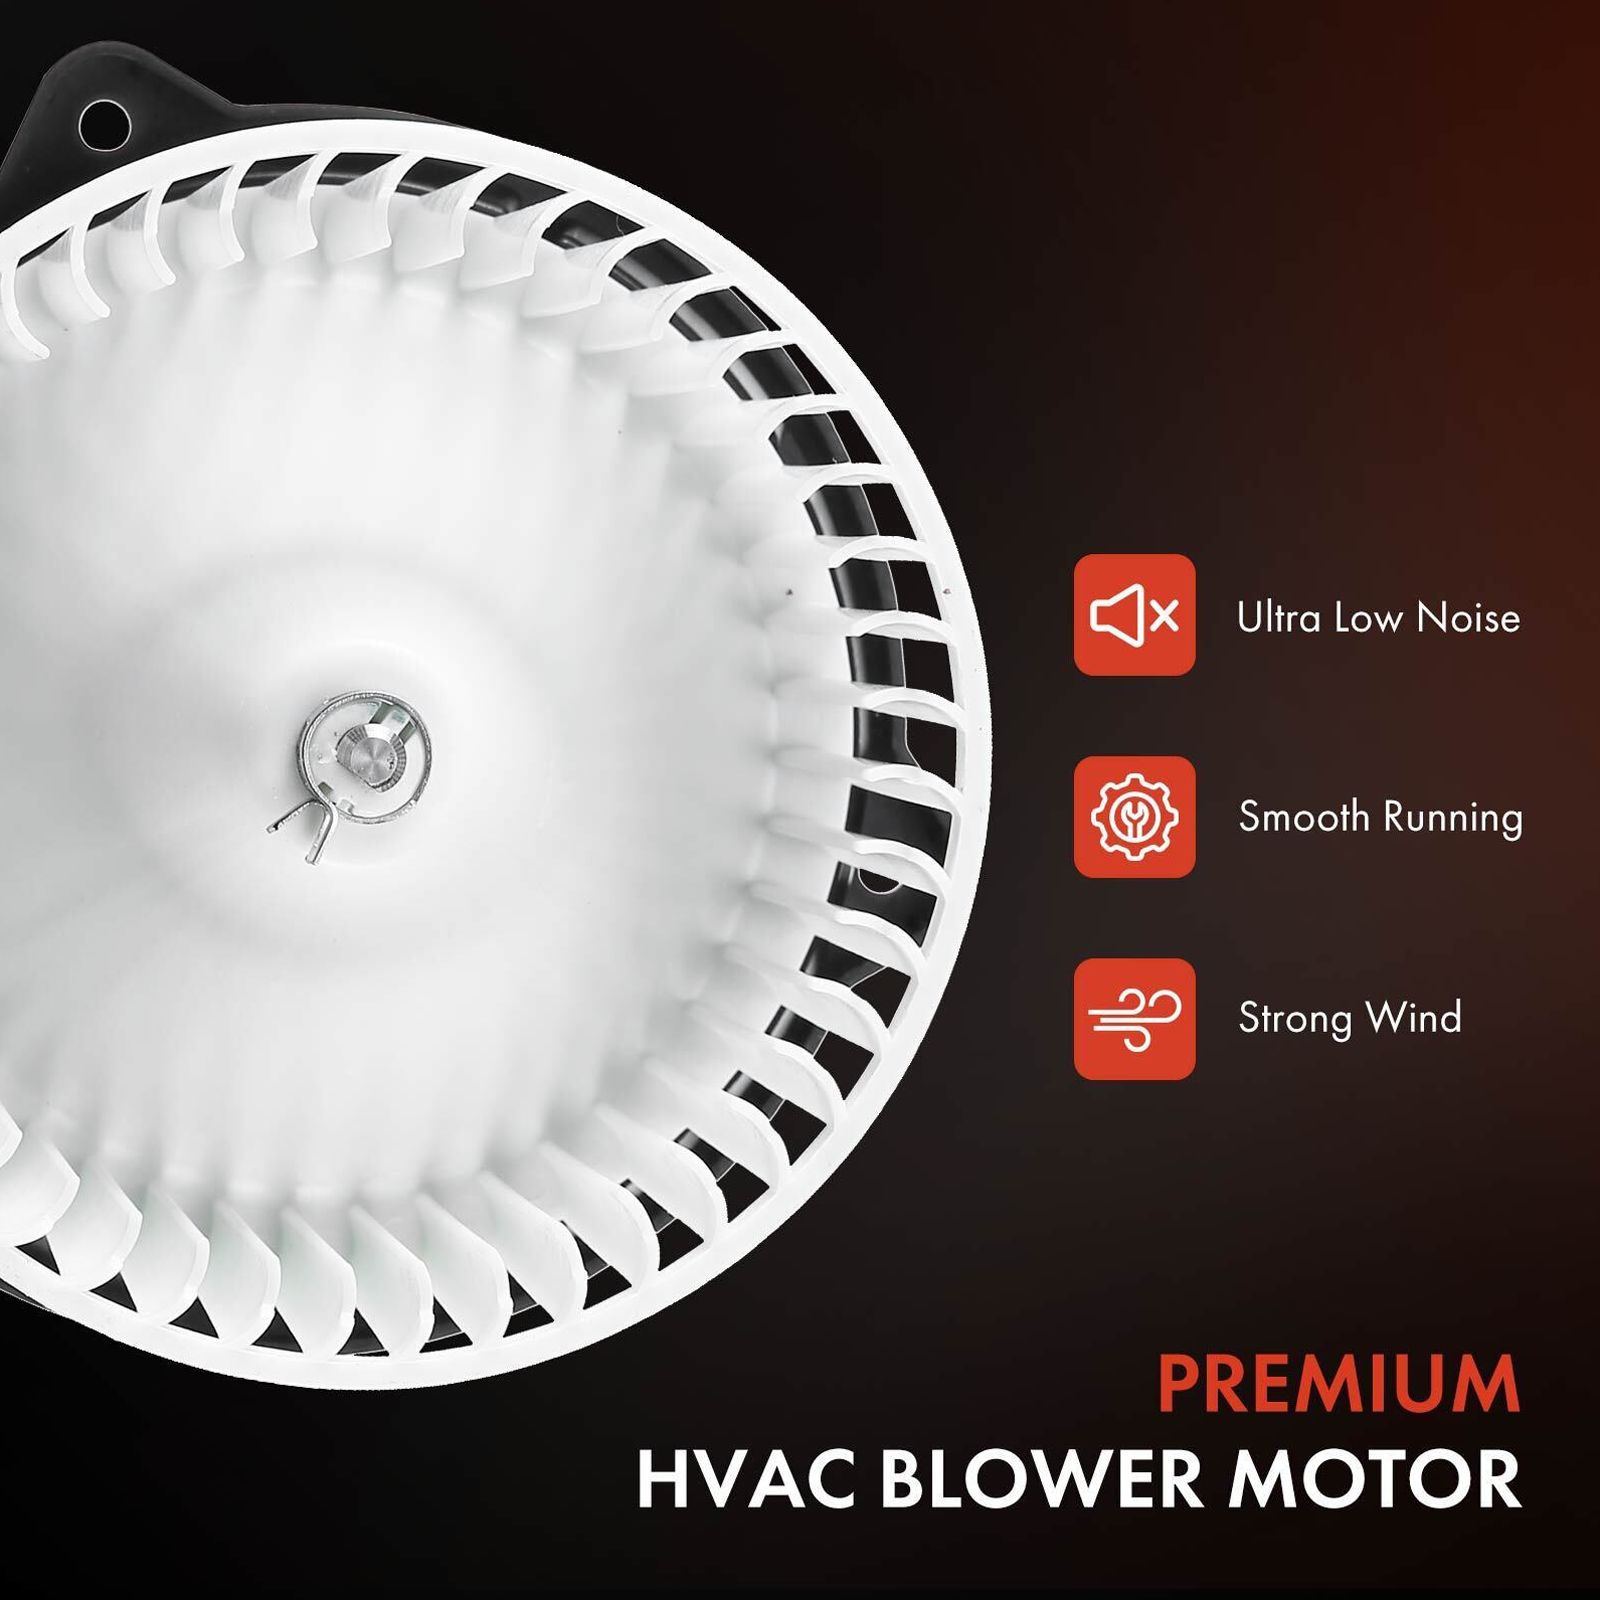 Ultra Low Noise
Smooth Running
Strong Wind
PREMIUM
HVAC BLOWER MOTOR